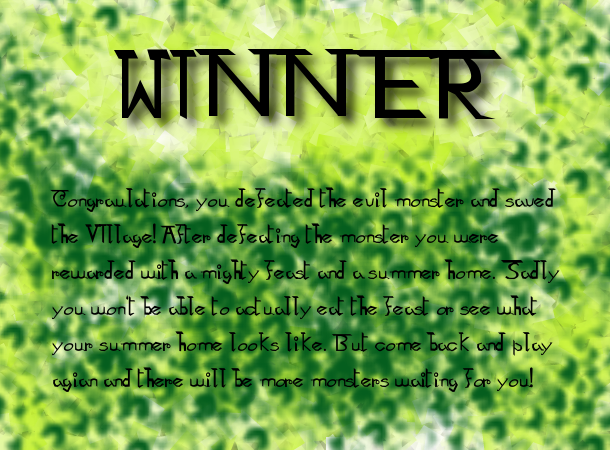 WINNER
Congraulations, you defeated the evil monster and saved
the VIllage! After defeating the monster you were
rewarded with a mighty feast and a summer home. Sadly
you won't be able to actually eat the feast or see what
your summer home looks like. But come back and play
agian and there will be more monsters waiting for you!